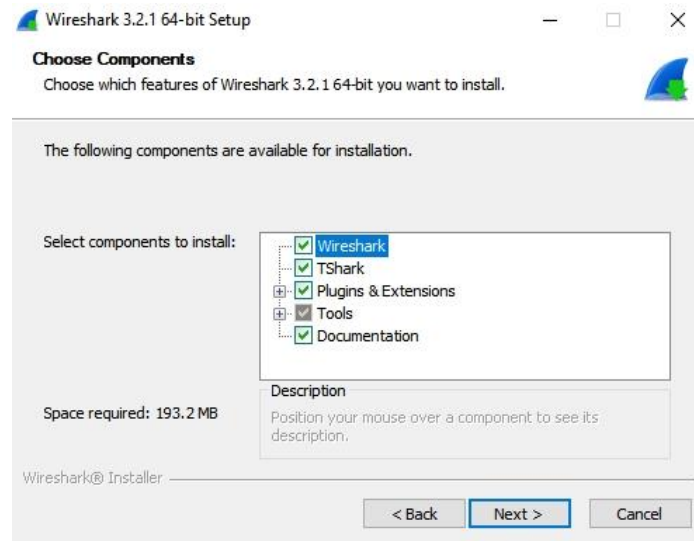 Wireshark 3.2.1 64-bit Setup
Choose Components
Choose which features of Wireshark 3.2.1 64-bit you want to install.
The following components are available for installation.
Select components to install:
Wireshark
TShark
Plugins & Extensions
Tools
Documentation
Space required: 193.2 MB
Description
Position your mouse over a component to see its
description.
Wireshark® Installer
< Back
Next >
Cancel